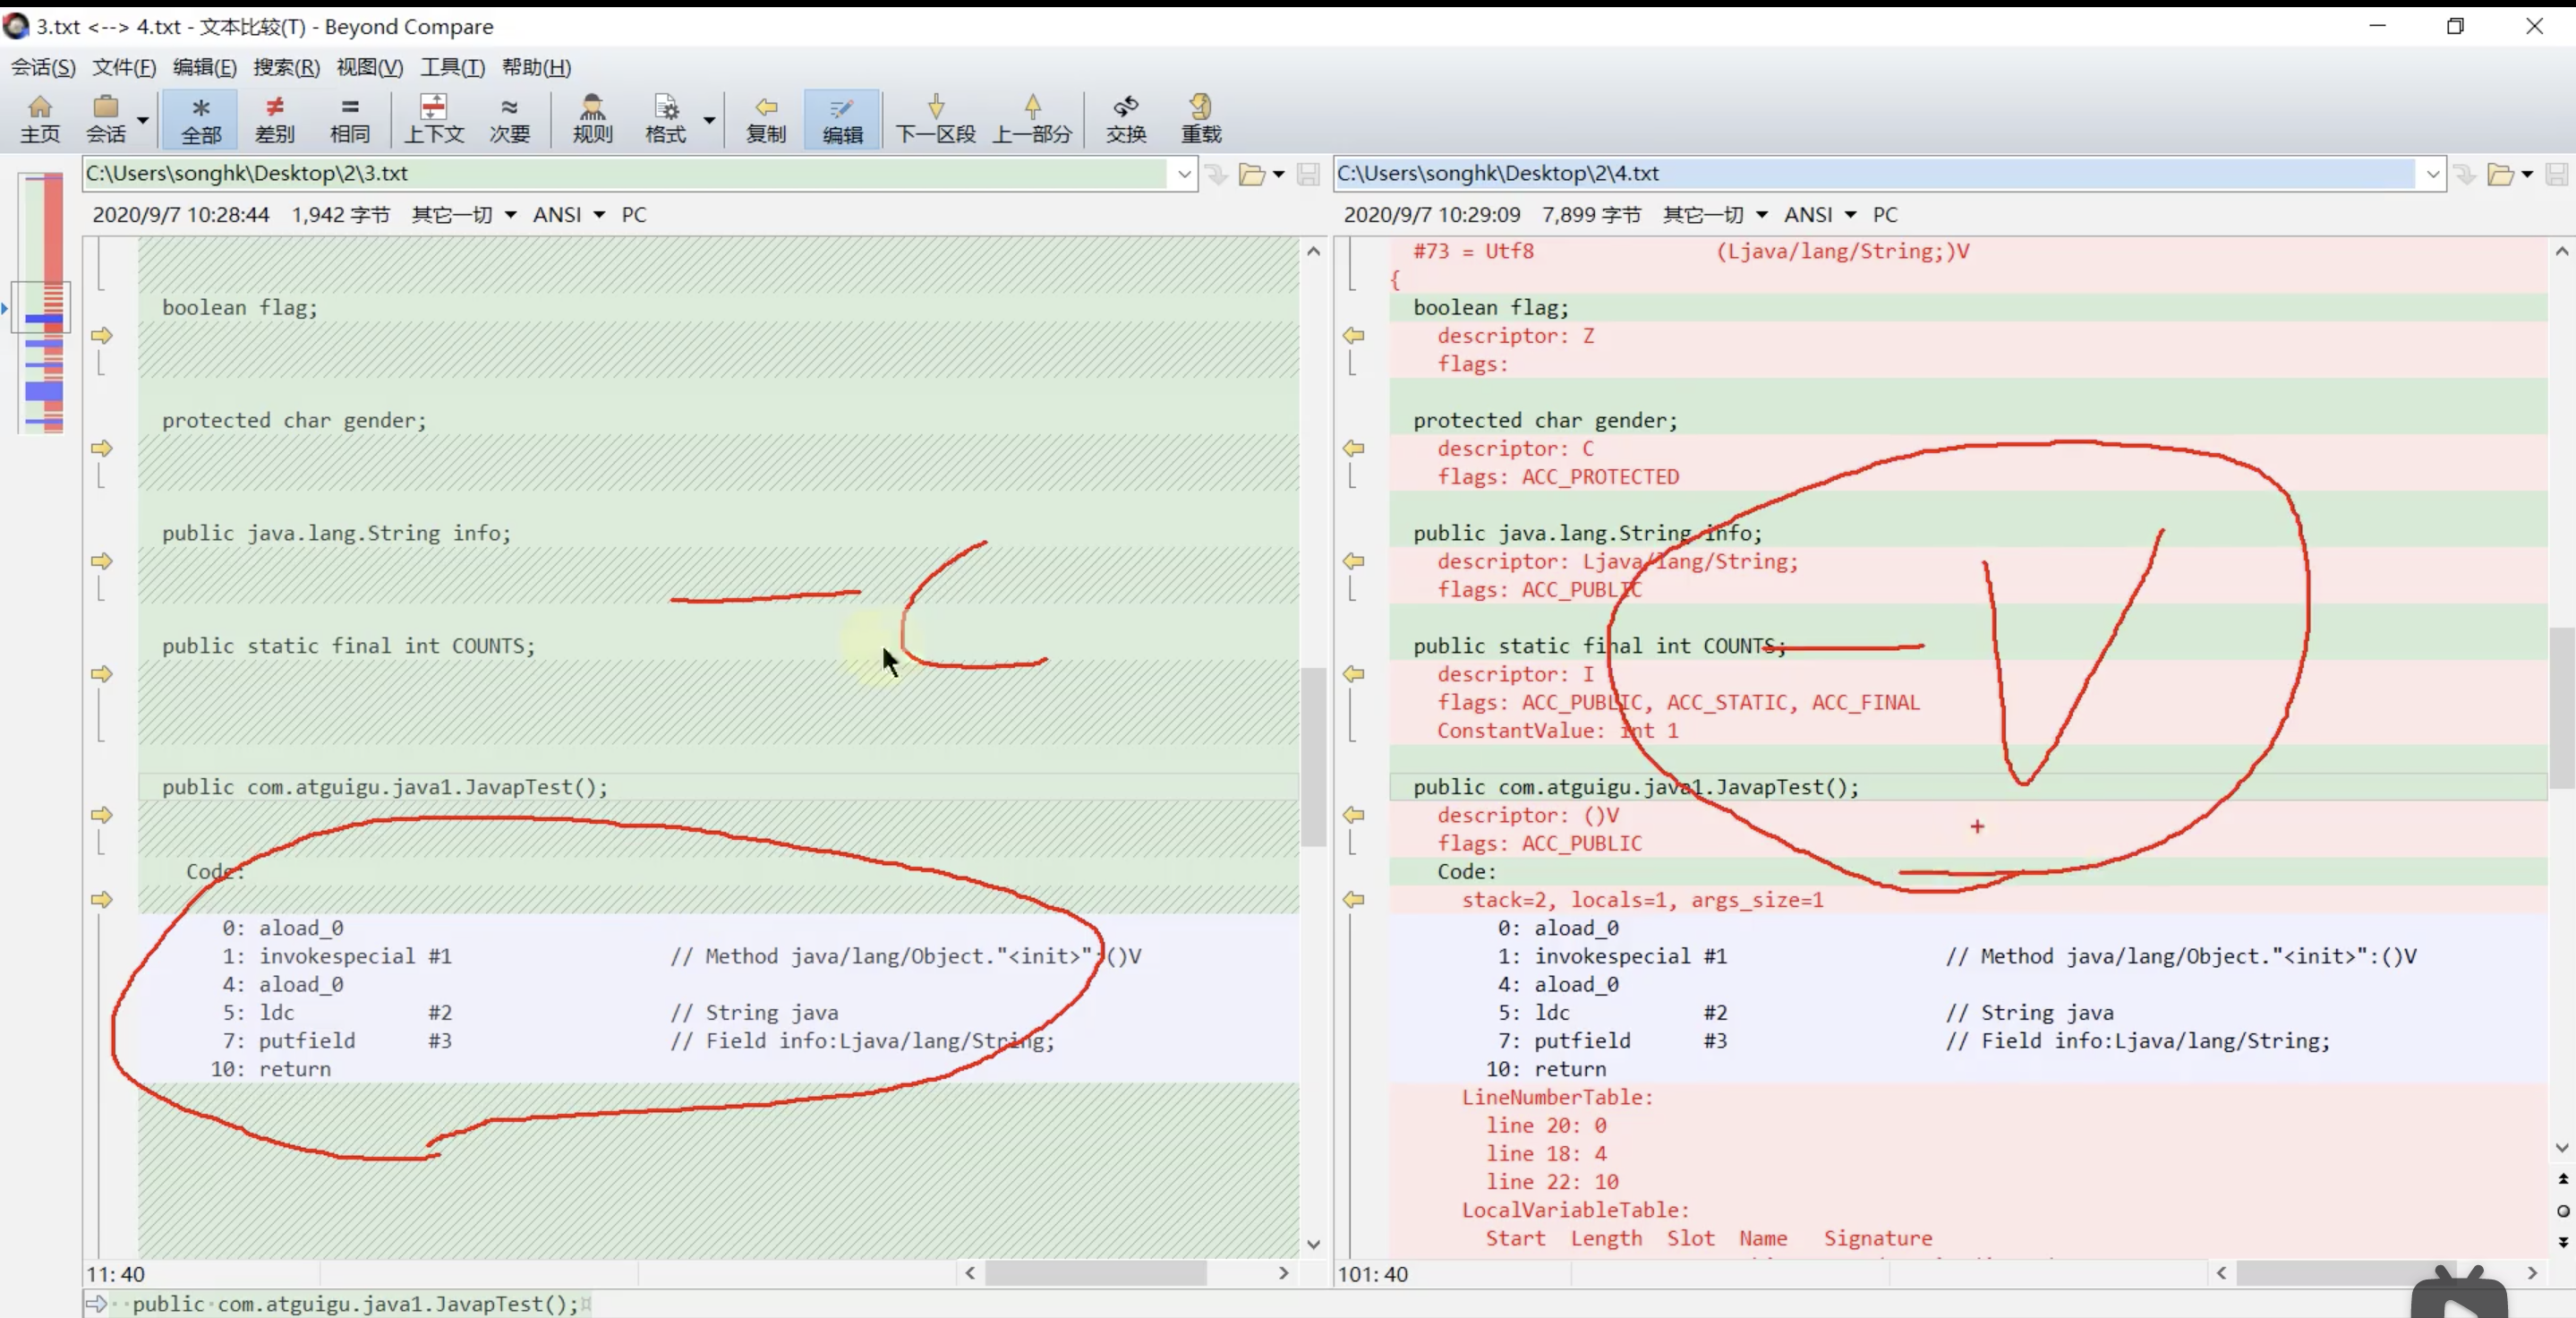 3.txt <--> 4.txt - 文本比较(T) - Beyond Compare
会话(S) 文件(F) 编辑(E) 搜索(R) 视图(V) 工具(T) 帮助(H)
主页 会话 全部 差别 相同 上下文 次要 规则 格式 复制 编辑 下一区段 上一部分 交换 重载
C:\Users\songhk\Desktop\2\3.txt
2020/9/7 10:28:44 1,942 字节 其它一切 ANSI PC
boolean flag;
protected char gender;
public java.lang.String info;
public static final int COUNTS;
public com.atguigu.java1.JavapTest();
Code:
0: aload_0
1: invokespecial #1 // Method java/lang/Object."<init>":()V
4: aload_0
5: ldc #2 // String java
7: putfield #3 // Field info:Ljava/lang/String;
10: return
11:40
C:\Users\songhk\Desktop\2\4.txt
2020/9/7 10:29:09 7,899 字节 其它一切 ANSI PC
#73 = Utf8 (Ljava/lang/String;)V
{
boolean flag;
descriptor: Z
flags:
protected char gender;
descriptor: C
flags: ACC_PROTECTED
public java.lang.String info;
descriptor: Ljava/lang/String;
flags: ACC_PUBLIC
public static final int COUNTS;
descriptor: I
flags: ACC_PUBLIC, ACC_STATIC, ACC_FINAL
ConstantValue: int 1
public com.atguigu.java1.JavapTest();
descriptor: ()V
flags: ACC_PUBLIC
Code:
stack=2, locals=1, args_size=1
0: aload_0
1: invokespecial #1 // Method java/lang/Object."<init>":()V
4: aload_0
5: ldc #2 // String java
7: putfield #3 // Field info:Ljava/lang/String;
10: return
LineNumberTable:
line 20: 0
line 18: 4
line 22: 10
LocalVariableTable:
Start Length Slot Name Signature
101:40
public com.atguigu.java1.JavapTest();